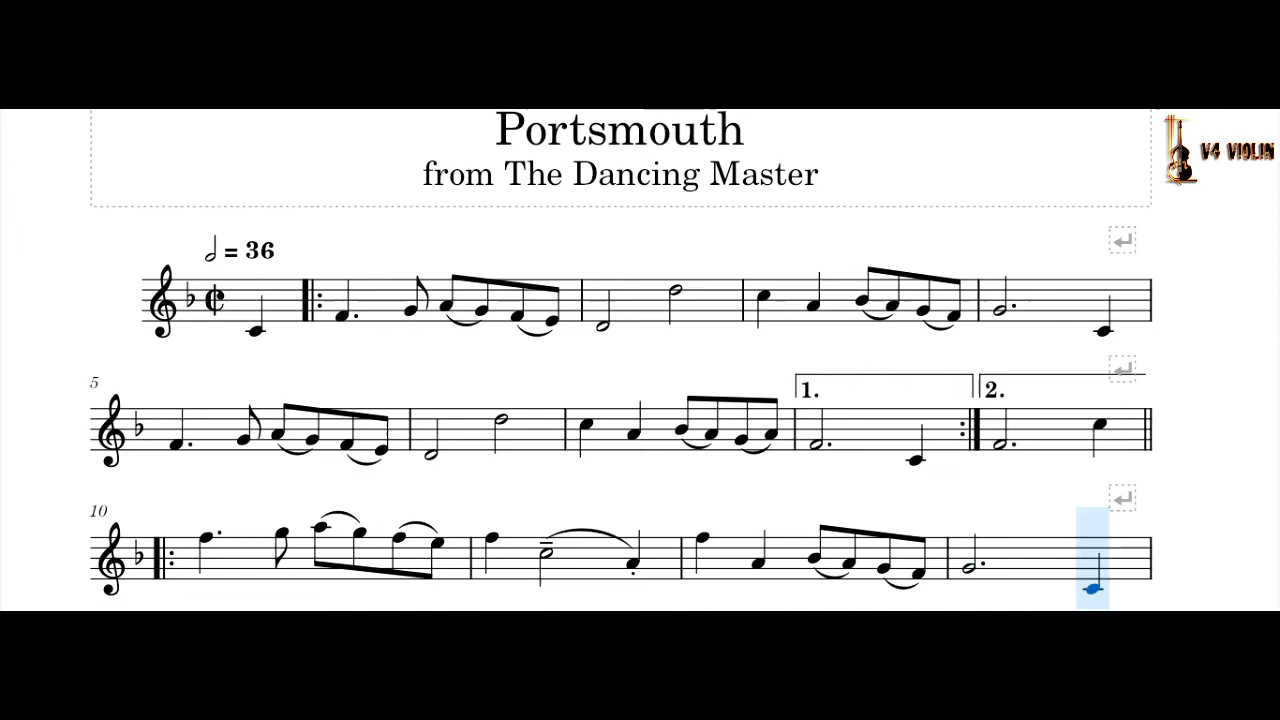 Portsmouth
from The Dancing Master
V4 VIOLIN
= 36
5
1.
2.
10